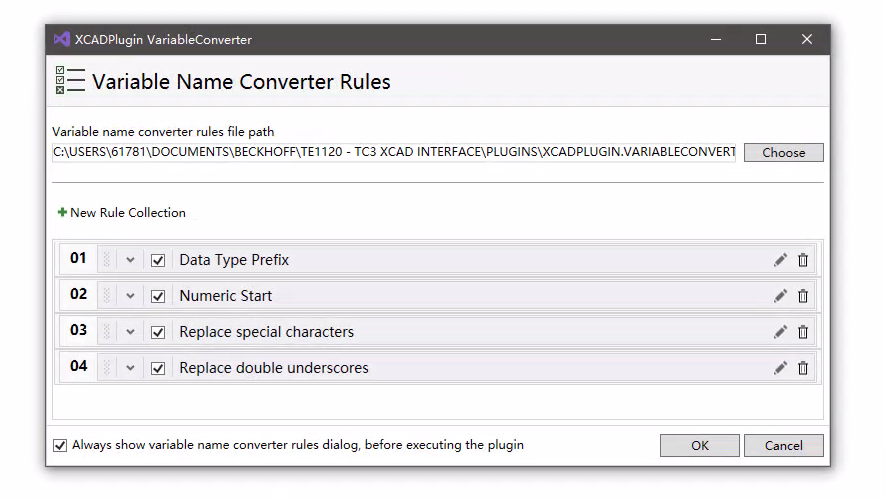 XCADPlugin VariableConverter
Variable Name Converter Rules
Variable name converter rules file path
C:\USERS\61781\DOCUMENTS\BECKHOFF\TE1120 - TC3 XCAD INTERFACE\PLUGINS\XCADPLUGIN.VARIABLECONVERT
Choose
New Rule Collection
01 Data Type Prefix
02 Numeric Start
03 Replace special characters
04 Replace double underscores
Always show variable name converter rules dialog, before executing the plugin
OK Cancel